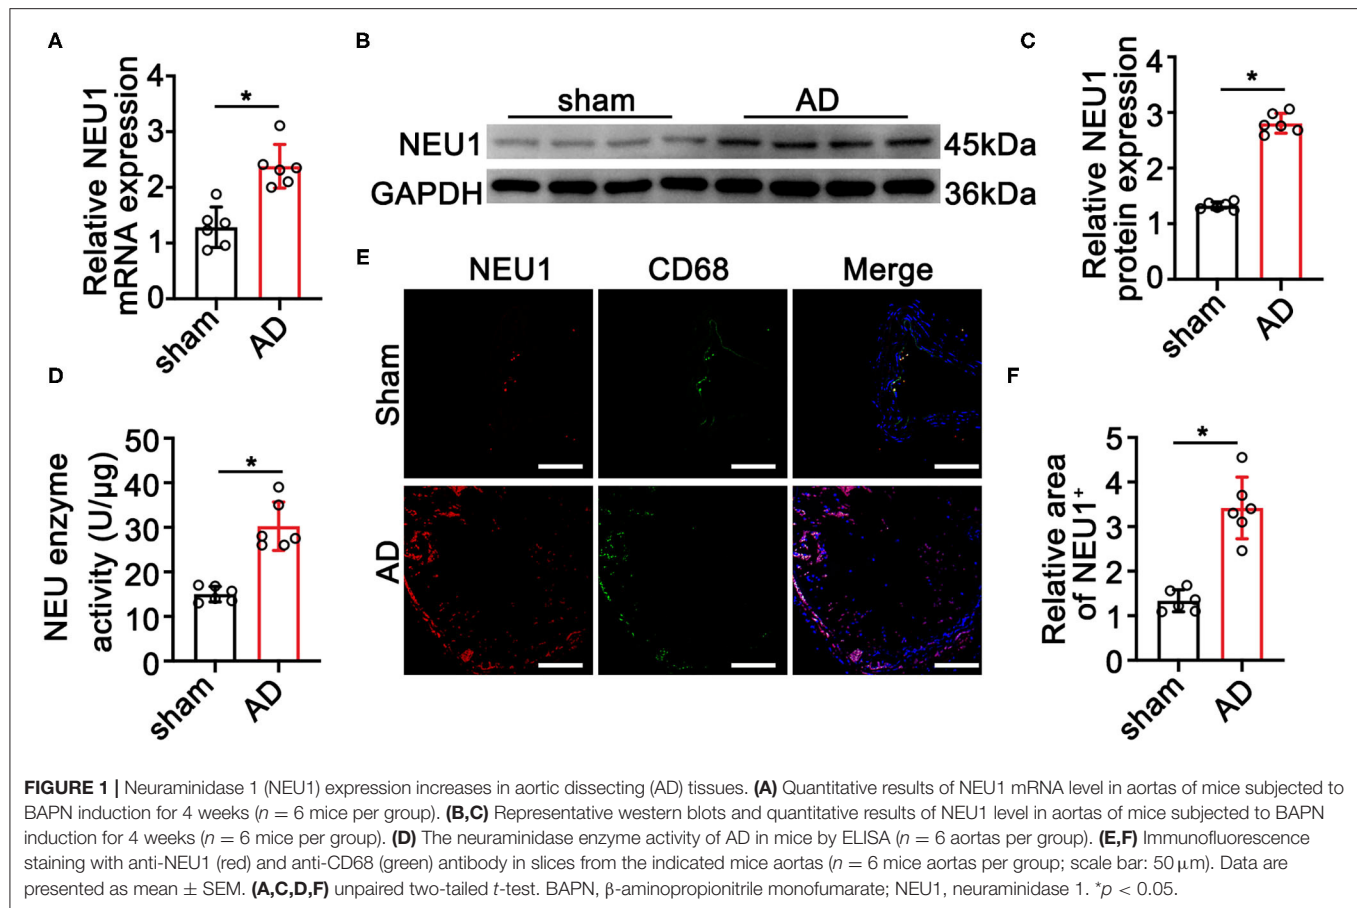 A
Relative NEU1
mRNA expression
4
3
2
1
0
*
sham
AD
B
sham
AD
NEU1
45kDa
GAPDH
36kDa
C
Relative NEU1
protein expression
4
3
2
1
0
*
sham
AD
D
NEU enzyme
activity (U/μg)
50
40
30
20
10
0
*
sham
AD
E
NEU1
CD68
Merge
Sham
AD
F
Relative area
of NEU1+
5
4
3
2
1
0
*
sham
AD
FIGURE 1 | Neuraminidase 1 (NEU1) expression increases in aortic dissecting (AD) tissues. (A) Quantitative results of NEU1 mRNA level in aortas of mice subjected to
BAPN induction for 4 weeks (n = 6 mice per group). (B,C) Representative western blots and quantitative results of NEU1 level in aortas of mice subjected to BAPN
induction for 4 weeks (n = 6 mice per group). (D) The neuraminidase enzyme activity of AD in mice by ELISA (n = 6 aortas per group). (E,F) Immunofluorescence
staining with anti-NEU1 (red) and anti-CD68 (green) antibody in slices from the indicated mice aortas (n = 6 mice aortas per group; scale bar: 50 μm). Data are
presented as mean ± SEM. (A,C,D,F) unpaired two-tailed t-test. BAPN, β-aminopropionitrile monofumarate; NEU1, neuraminidase 1. *p < 0.05.